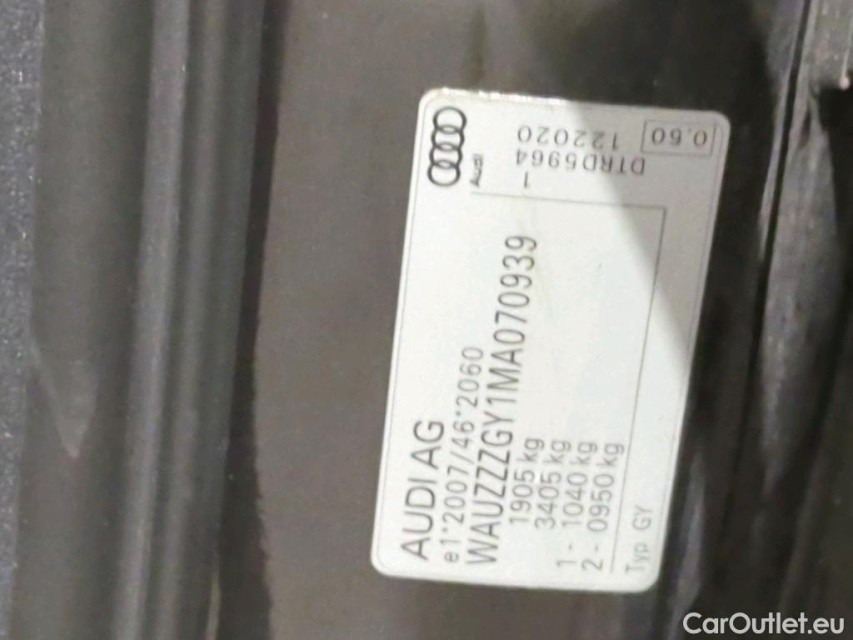 AUDI AG
e1*2007/46*2060
WAUZZZGY1MA070939
1905 kg
3405 kg
1- 1040 kg
2- 0950 kg
Typ GY
Audi
1
DTRD5964
122020
0.60
CarOutlet.eu